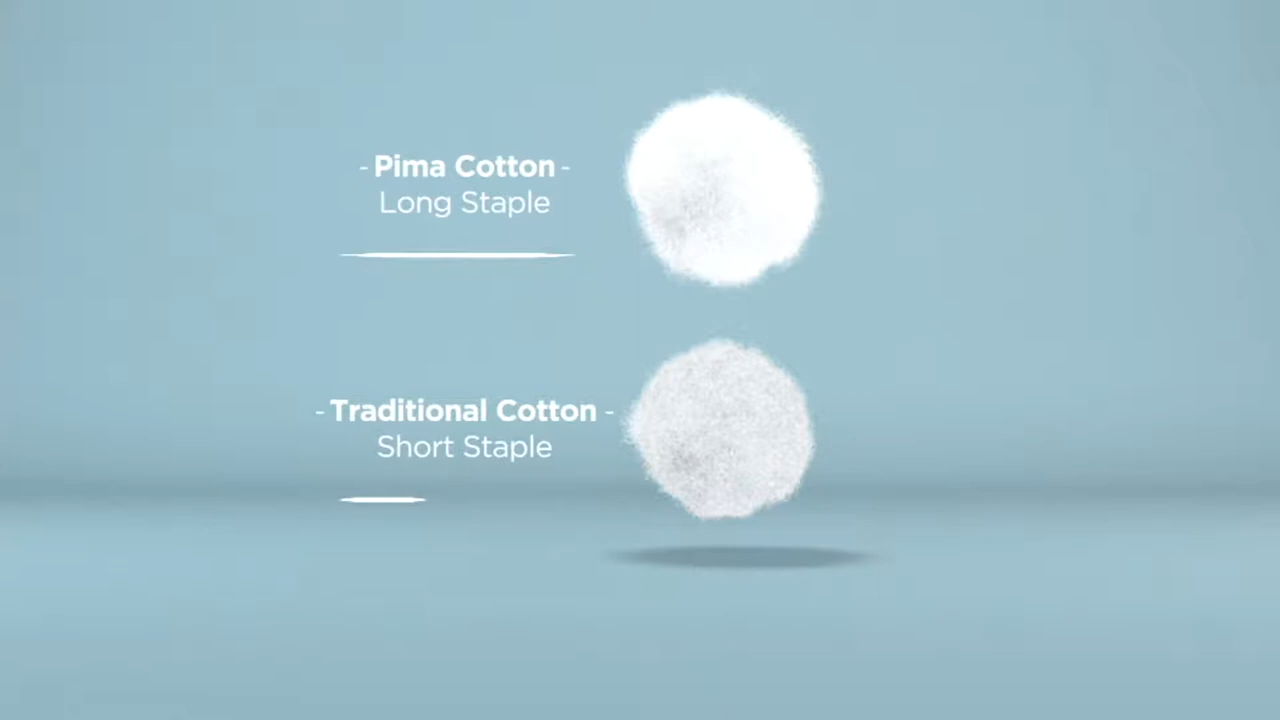 - Pima Cotton -
Long Staple
- Traditional Cotton -
Short Staple